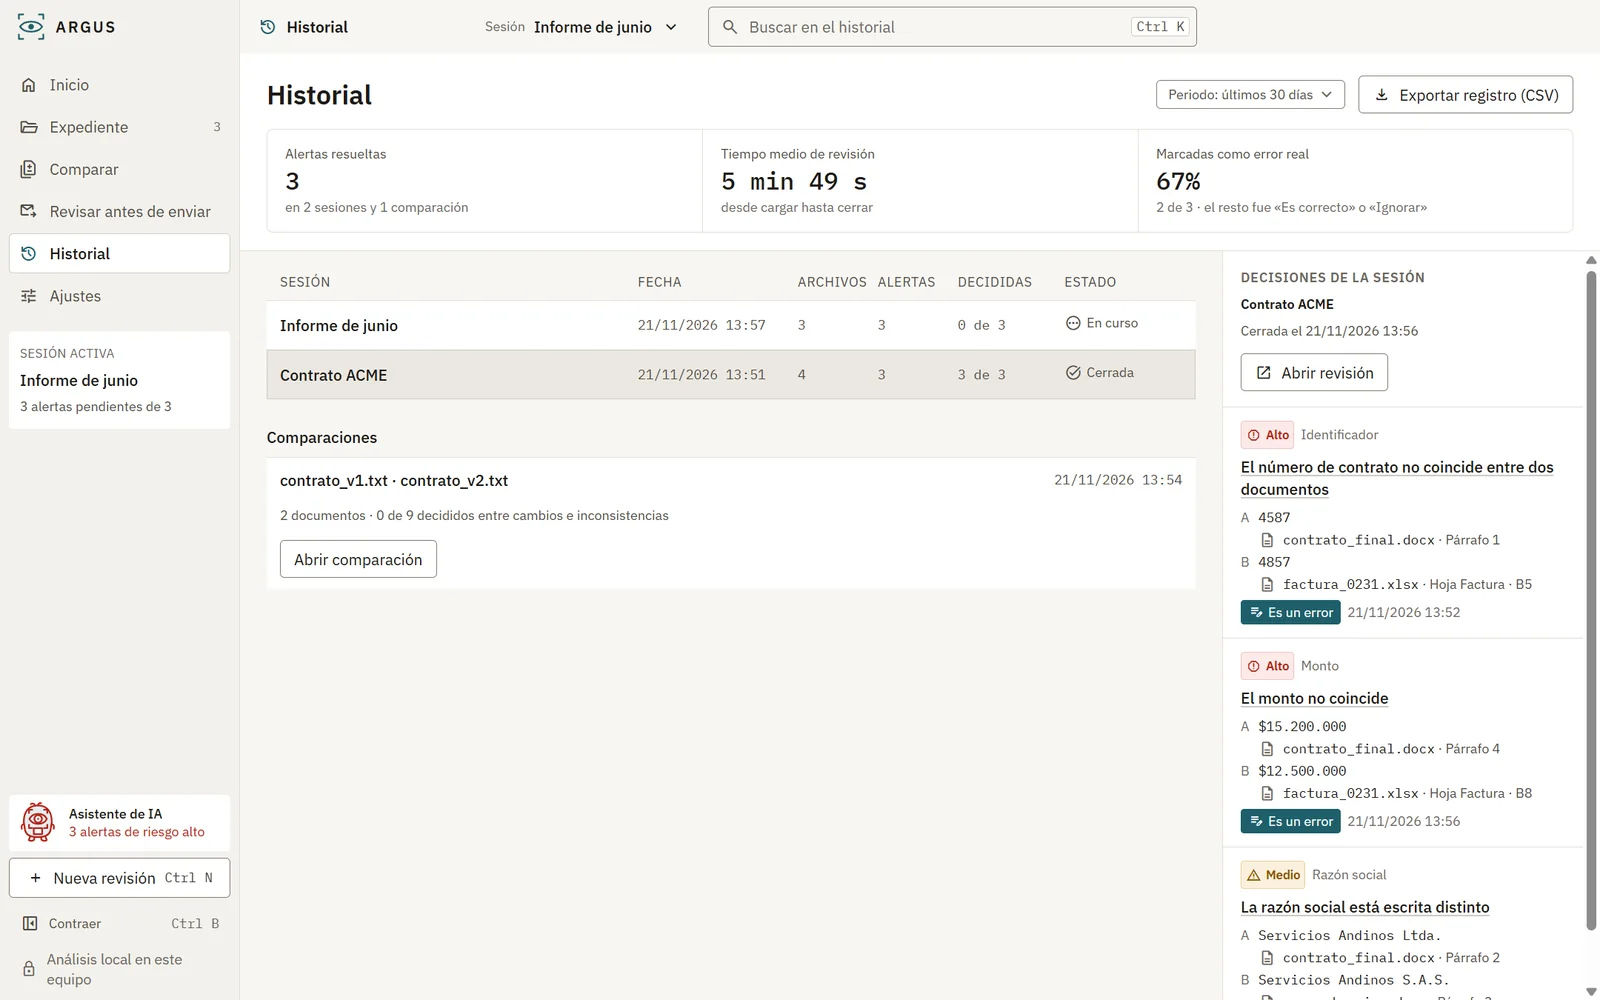 ARGUS
Inicio
Expediente 3
Comparar
Revisar antes de enviar
Historial
Ajustes
SESIÓN ACTIVA
Informe de junio
3 alertas pendientes de 3
Asistente de IA
3 alertas de riesgo alto
+ Nueva revisión Ctrl N
Contraer Ctrl B
Análisis local en este
equipo
Historial
Sesión Informe de junio
Buscar en el historial Ctrl K
Historial
Periodo: últimos 30 días
Exportar registro (CSV)
Alertas resueltas
3
en 2 sesiones y 1 comparación
Tiempo medio de revisión
5 min 49 s
desde cargar hasta cerrar
Marcadas como error real
67%
2 de 3 · el resto fue «Es correcto» o «Ignorar»
SESIÓN FECHA ARCHIVOS ALERTAS DECIDIDAS ESTADO
Informe de junio 21/11/2026 13:57 3 3 0 de 3 En curso
Contrato ACME 21/11/2026 13:51 4 3 3 de 3 Cerrada
Comparaciones
contrato_v1.txt · contrato_v2.txt 21/11/2026 13:54
2 documentos · 0 de 9 decididos entre cambios e inconsistencias
Abrir comparación
DECISIONES DE LA SESIÓN
Contrato ACME
Cerrada el 21/11/2026 13:56
Abrir revisión
Alto Identificador
El número de contrato no coincide entre dos
documentos
A 4587
contrato_final.docx · Párrafo 1
B 4857
factura_0231.xlsx · Hoja Factura · B5
Es un error 21/11/2026 13:52
Alto Monto
El monto no coincide
A $15.200.000
contrato_final.docx · Párrafo 4
B $12.500.000
factura_0231.xlsx · Hoja Factura · B8
Es un error 21/11/2026 13:56
Medio Razón social
La razón social está escrita distinto
A Servicios Andinos Ltda.
contrato_final.docx · Párrafo 2
B Servicios Andinos S.A.S.